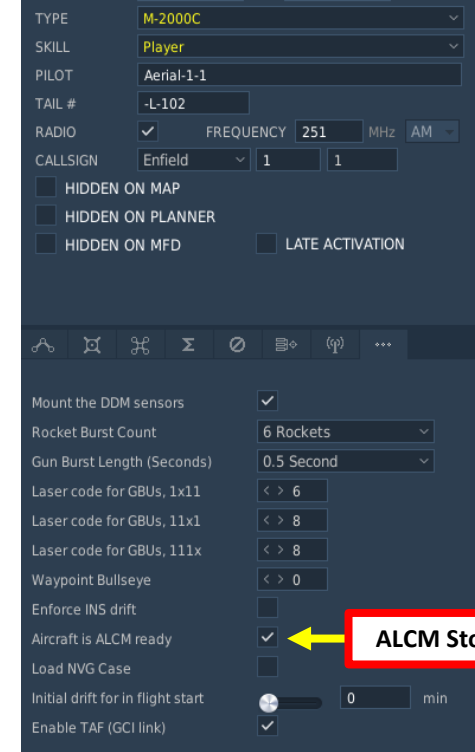 TYPE M-2000C
SKILL Player
PILOT Aerial-1-1
TAIL # -L-102
RADIO FREQUENCY 251 MHz AM
CALLSIGN Enfield 1 1
HIDDEN ON MAP
HIDDEN ON PLANNER
HIDDEN ON MFD LATE ACTIVATION
Mount the DDM sensors
Rocket Burst Count 6 Rockets
Gun Burst Length (Seconds) 0.5 Second
Laser code for GBUs, 1x11 < > 6
Laser code for GBUs, 11x1 < > 8
Laser code for GBUs, 111x < > 8
Waypoint Bullseye < > 0
Enforce INS drift
Aircraft is ALCM ready ALCM
Load NVG Case
Initial drift for in flight start 0 min
Enable TAF (GCI link)